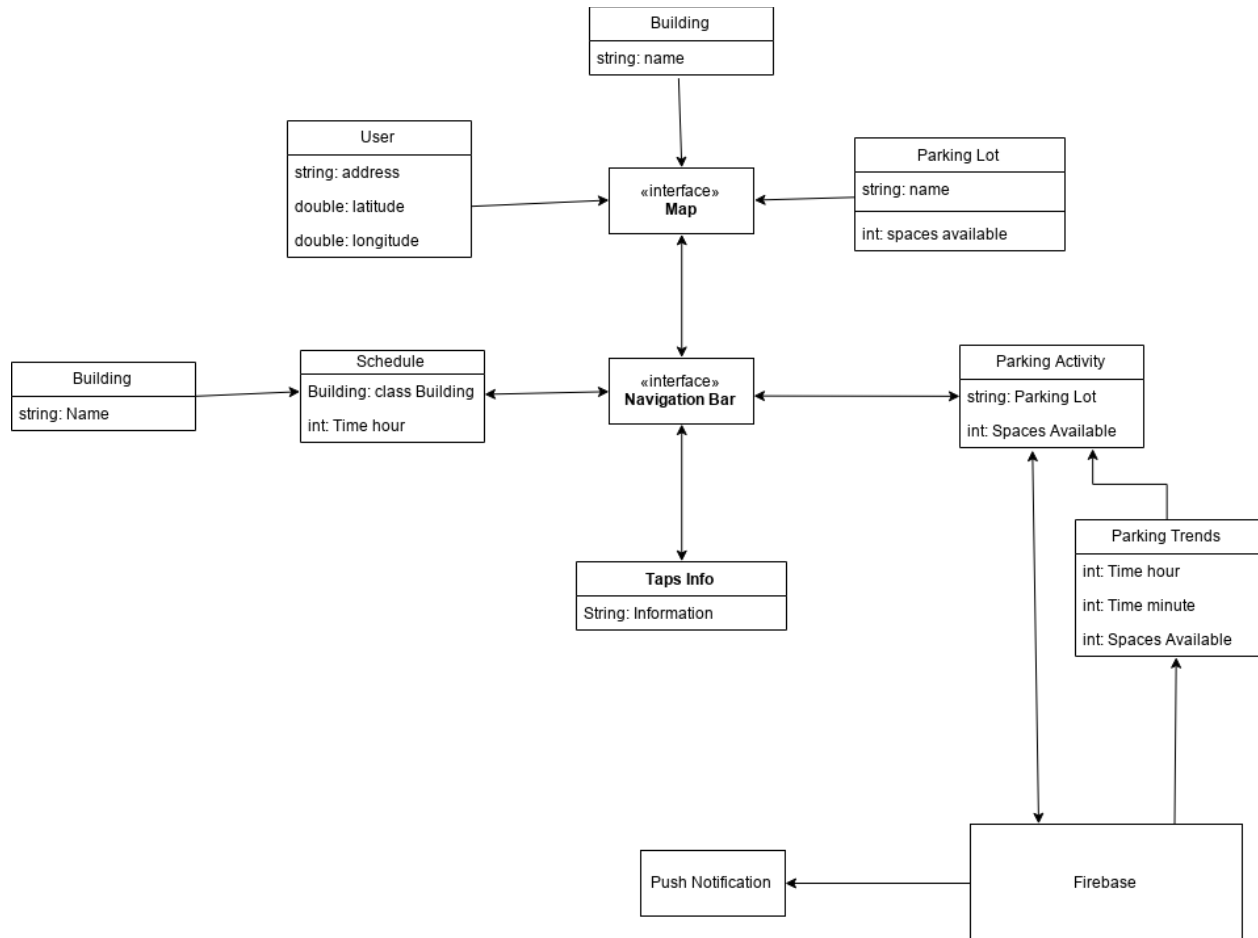 Building
string: name
User
string: address
double: latitude
double: longitude
«interface»
Map
Parking Lot
string: name
int: spaces available
Building
string: Name
Schedule
Building: class Building
int: Time hour
«interface»
Navigation Bar
Parking Activity
string: Parking Lot
int: Spaces Available
Parking Trends
int: Time hour
int: Time minute
int: Spaces Available
Taps Info
String: Information
Push Notification
Firebase